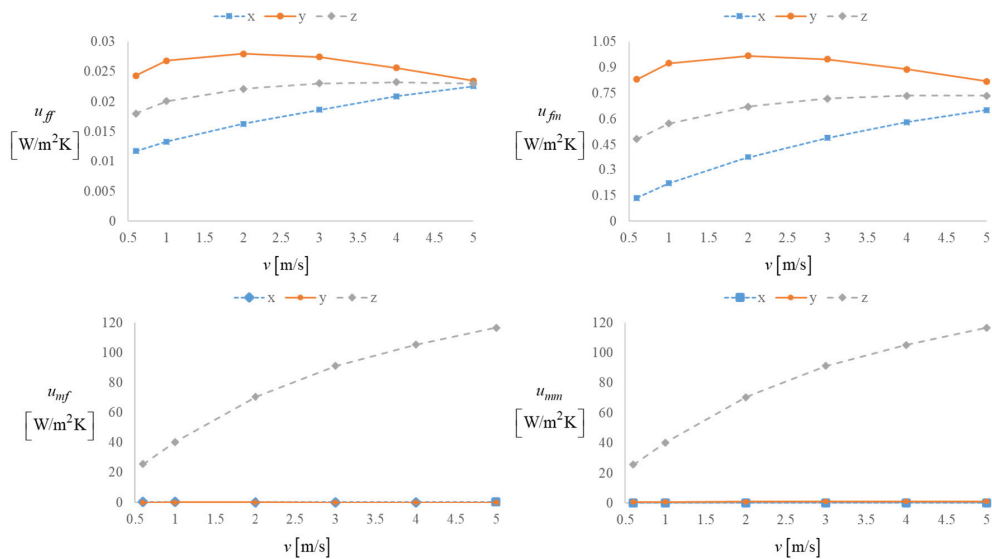 x y z
0.03
0.025
0.02
0.015
0.01
0.005
0
u_ff
[W/m²K]
0.5 1 1.5 2 2.5 3 3.5 4 4.5 5
v [m/s]
x y z
1.05
0.9
0.75
0.6
0.45
0.3
0.15
0
u_fm
[W/m²K]
0.5 1 1.5 2 2.5 3 3.5 4 4.5 5
v [m/s]
x y z
120
100
80
60
40
20
0
u_mf
[W/m²K]
0.5 1 1.5 2 2.5 3 3.5 4 4.5 5
v [m/s]
x y z
120
100
80
60
40
20
0
u_mm
[W/m²K]
0.5 1 1.5 2 2.5 3 3.5 4 4.5 5
v [m/s]